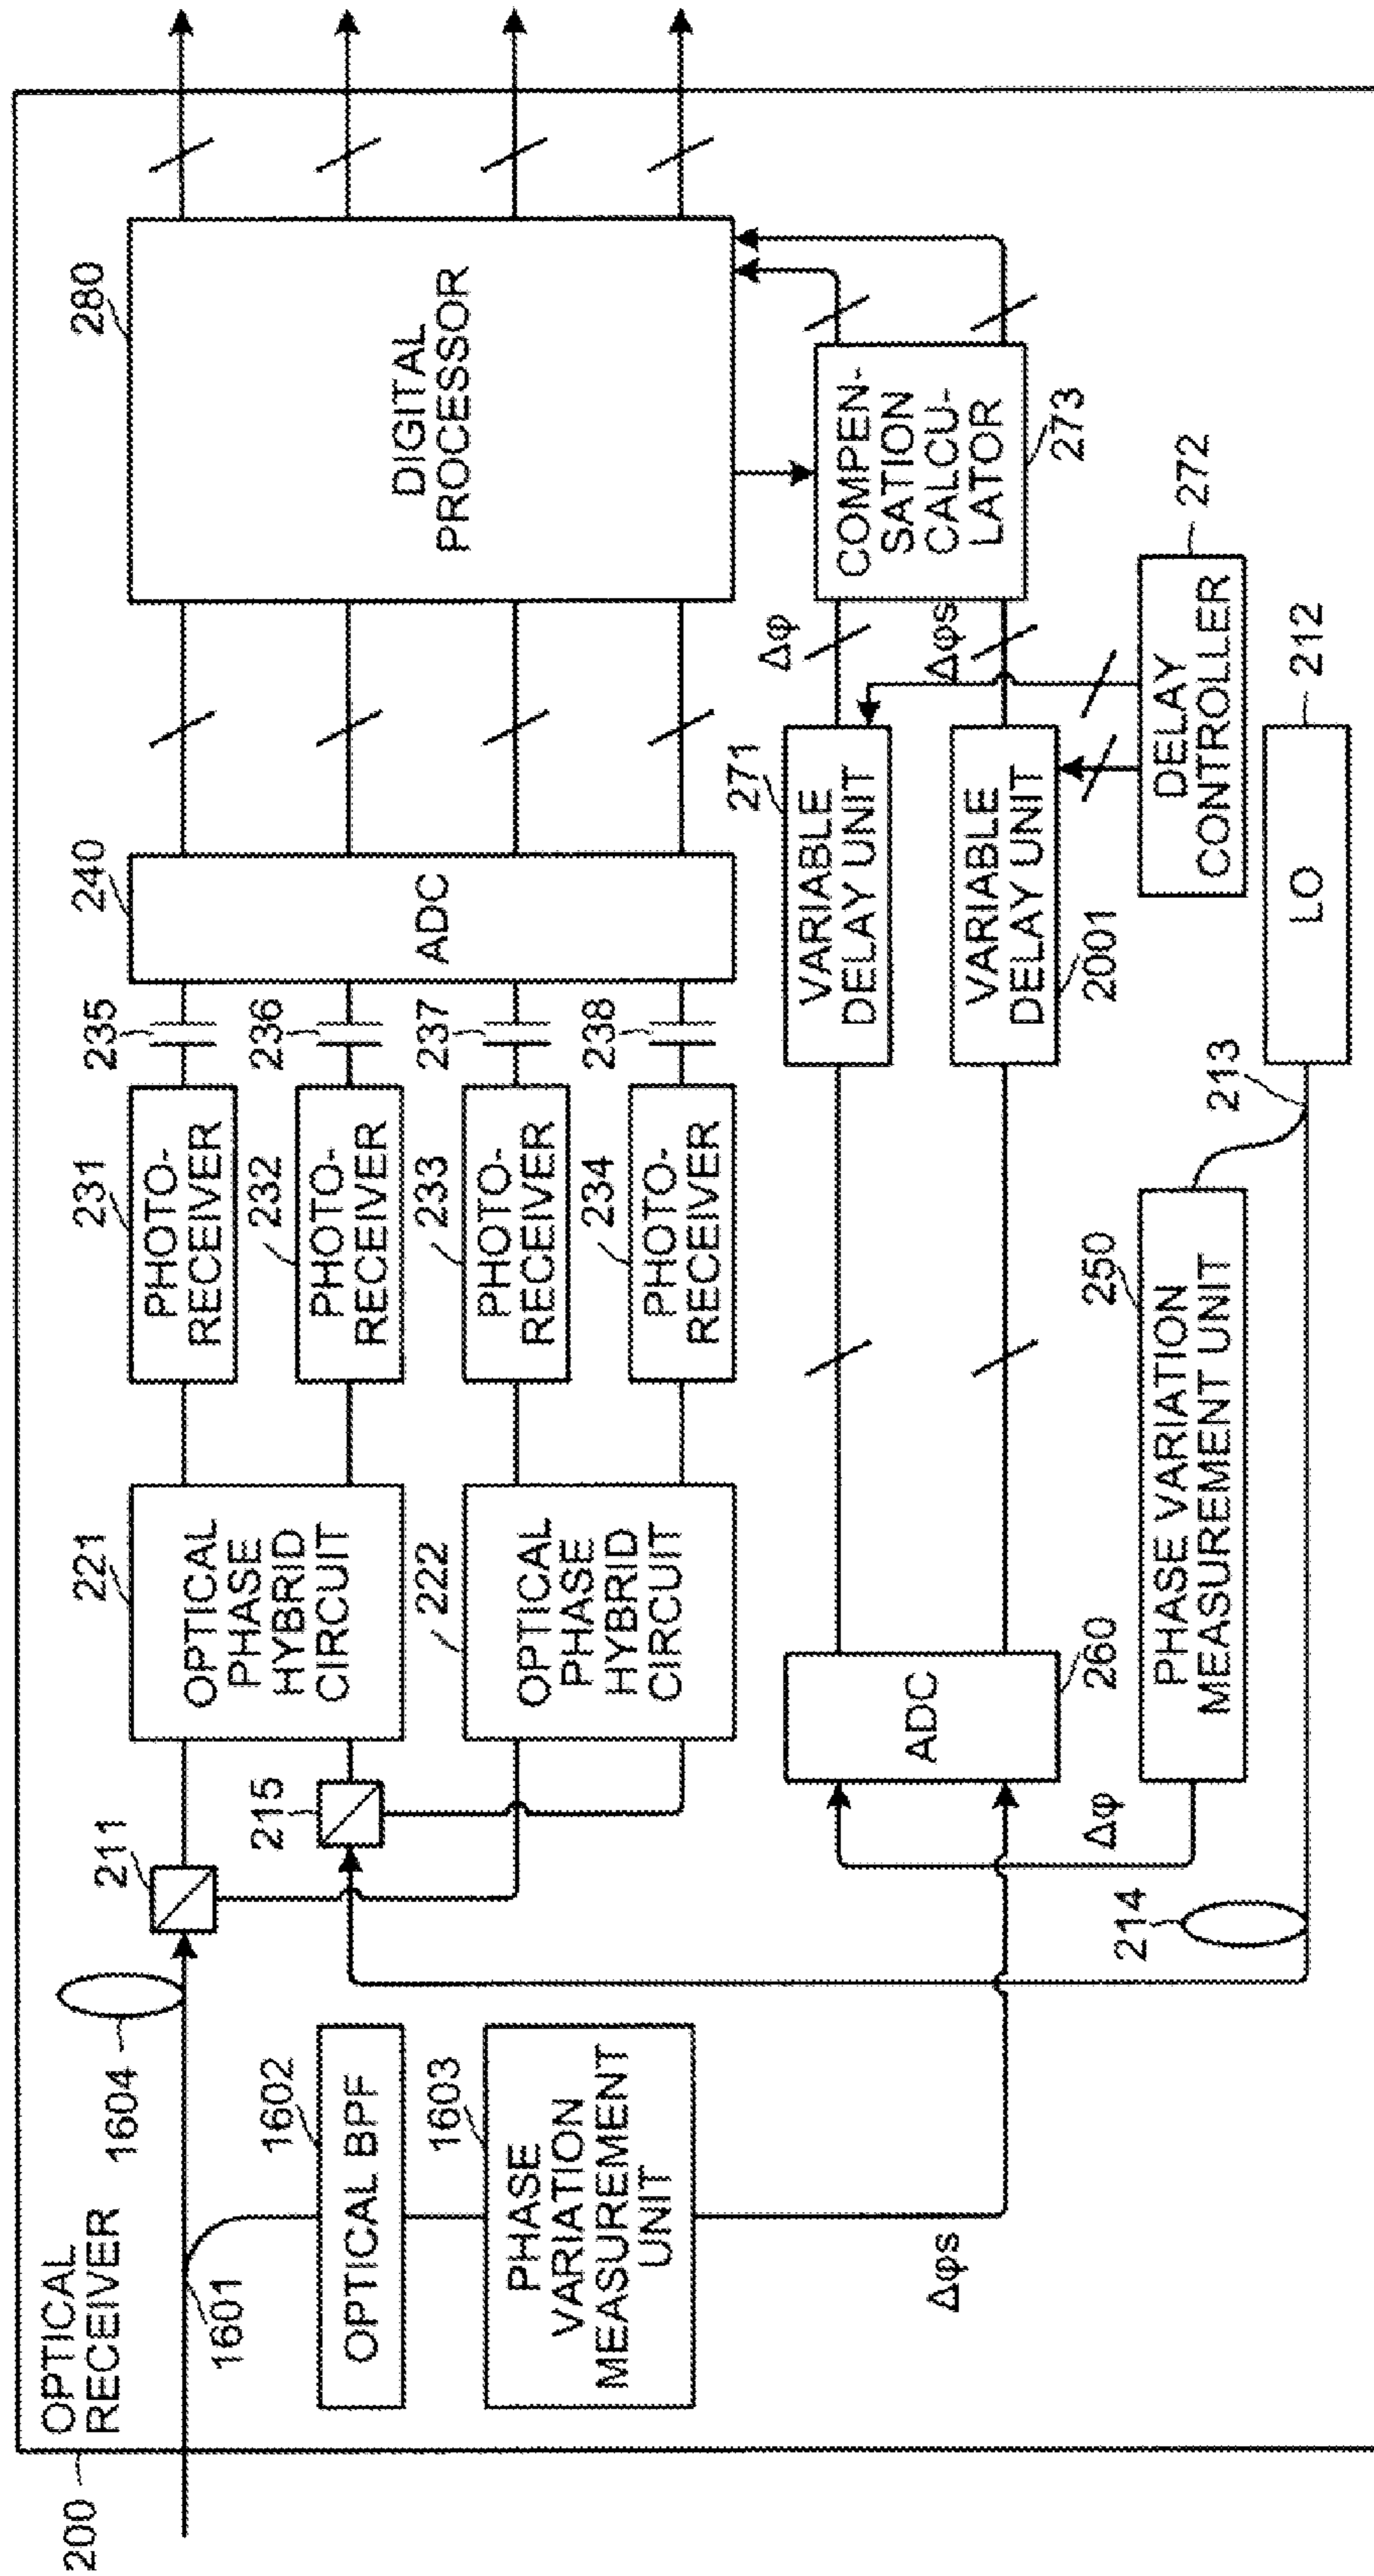 200
OPTICAL
RECEIVER
1601
1604
211
215
1602
OPTICAL BPF
1603
PHASE
VARIATION
MEASUREMENT
UNIT
Δφs
221
OPTICAL
PHASE
HYBRID
CIRCUIT
222
OPTICAL
PHASE
HYBRID
CIRCUIT
231
PHOTO-
RECEIVER
232
PHOTO-
RECEIVER
233
PHOTO-
RECEIVER
234
PHOTO-
RECEIVER
235
236
237
238
240
ADC
280
DIGITAL
PROCESSOR
ADC
260
271
VARIABLE
DELAY UNIT
VARIABLE
DELAY UNIT
2001
Δφ
Δφs
COMPEN-
SATION
CALCU-
LATOR
273
272
DELAY
CONTROLLER
Δφ
250
PHASE VARIATION
MEASUREMENT UNIT
214
213
LO
212